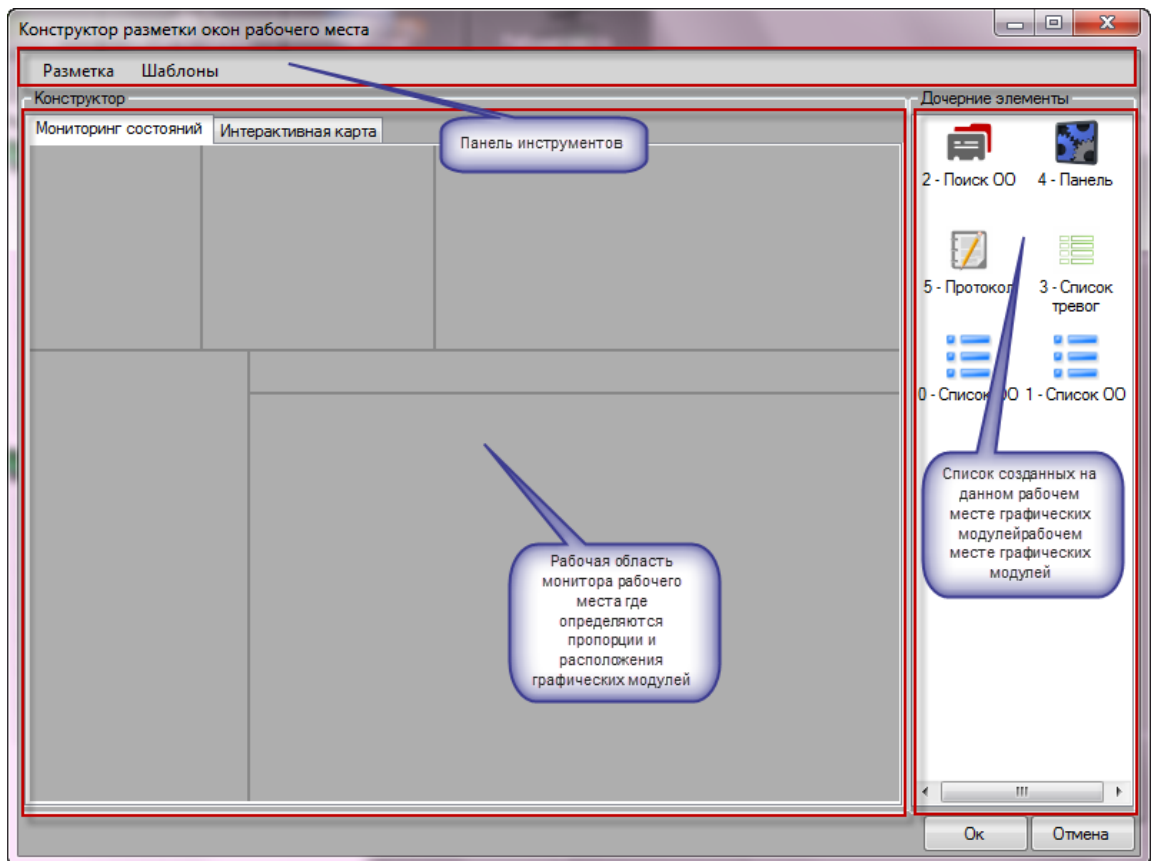 Конструктор разметки окон рабочего места
Разметка Шаблоны
Конструктор
Мониторинг состояний Интерактивная карта
Панель инструментов
Рабочая область
монитора рабочего
места где
определяются
пропорции и
расположения
графических модулей
Дочерние элементы
2 - Поиск ОО 4 - Панель
5 - Протокол 3 - Список
тревог
0 - Список ОО 1 - Список ОО
Список созданных на
данном рабочем
месте графических
модулейрабочем
месте графических
модулей
Ок Отмена